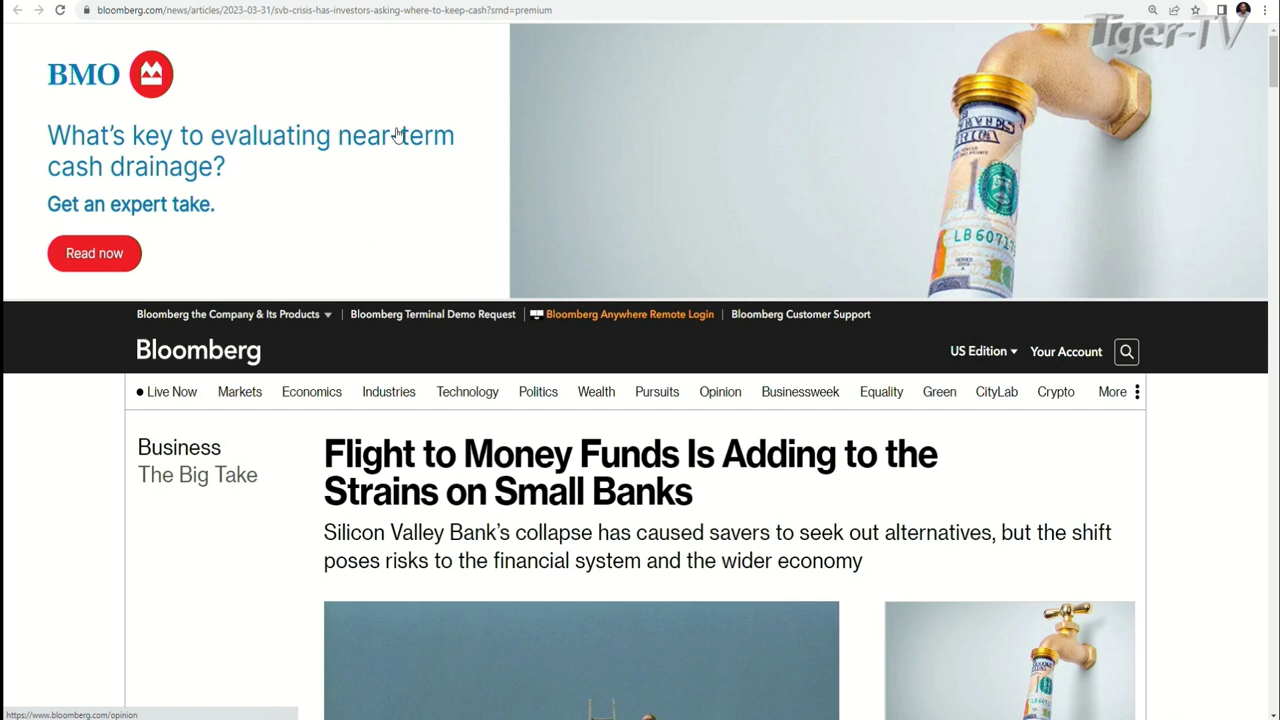 bloomberg.com/news/articles/2023-03-31/svb-crisis-has-investors-asking-where-to-keep-cash?srnd=premium
Tiger-TV
BMO
What's key to evaluating near-term
cash drainage?
Get an expert take.
Read now
LB6071
Bloomberg the Company & Its Products
Bloomberg Terminal Demo Request
Bloomberg Anywhere Remote Login
Bloomberg Customer Support
Bloomberg
US Edition
Your Account
Live Now
Markets
Economics
Industries
Technology
Politics
Wealth
Pursuits
Opinion
Businessweek
Equality
Green
CityLab
Crypto
More
Business
The Big Take
Flight to Money Funds Is Adding to the
Strains on Small Banks
Silicon Valley Bank's collapse has caused savers to seek out alternatives, but the shift
poses risks to the financial system and the wider economy
https://www.bloomberg.com/opinion